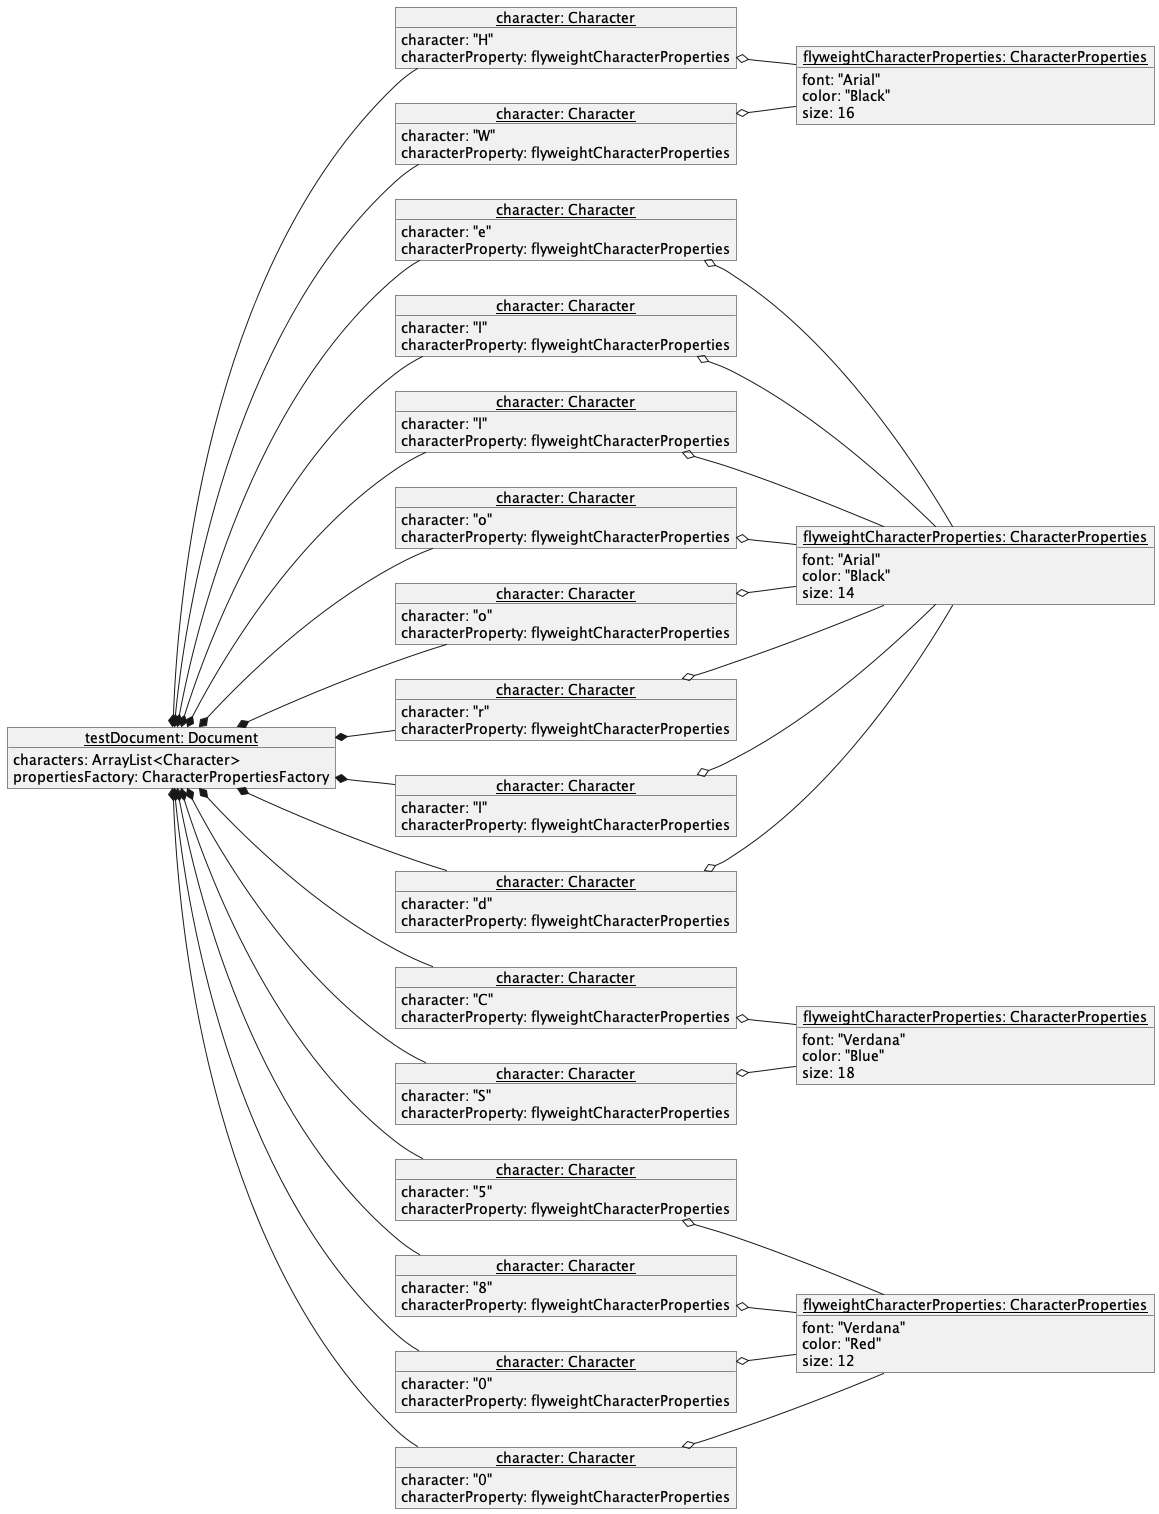 character: Character
character: "H"
characterProperty: flyweightCharacterProperties
flyweightCharacterProperties: CharacterProperties
font: "Arial"
color: "Black"
size: 16
character: Character
character: "W"
characterProperty: flyweightCharacterProperties
character: Character
character: "e"
characterProperty: flyweightCharacterProperties
character: Character
character: "l"
characterProperty: flyweightCharacterProperties
character: Character
character: "l"
characterProperty: flyweightCharacterProperties
character: Character
character: "o"
characterProperty: flyweightCharacterProperties
flyweightCharacterProperties: CharacterProperties
font: "Arial"
color: "Black"
size: 14
character: Character
character: "o"
characterProperty: flyweightCharacterProperties
character: Character
character: "r"
characterProperty: flyweightCharacterProperties
testDocument: Document
characters: ArrayList<Character>
propertiesFactory: CharacterPropertiesFactory
character: Character
character: "l"
characterProperty: flyweightCharacterProperties
character: Character
character: "d"
characterProperty: flyweightCharacterProperties
character: Character
character: "C"
characterProperty: flyweightCharacterProperties
flyweightCharacterProperties: CharacterProperties
font: "Verdana"
color: "Blue"
size: 18
character: Character
character: "S"
characterProperty: flyweightCharacterProperties
character: Character
character: "5"
characterProperty: flyweightCharacterProperties
character: Character
character: "8"
characterProperty: flyweightCharacterProperties
flyweightCharacterProperties: CharacterProperties
font: "Verdana"
color: "Red"
size: 12
character: Character
character: "0"
characterProperty: flyweightCharacterProperties
character: Character
character: "0"
characterProperty: flyweightCharacterProperties